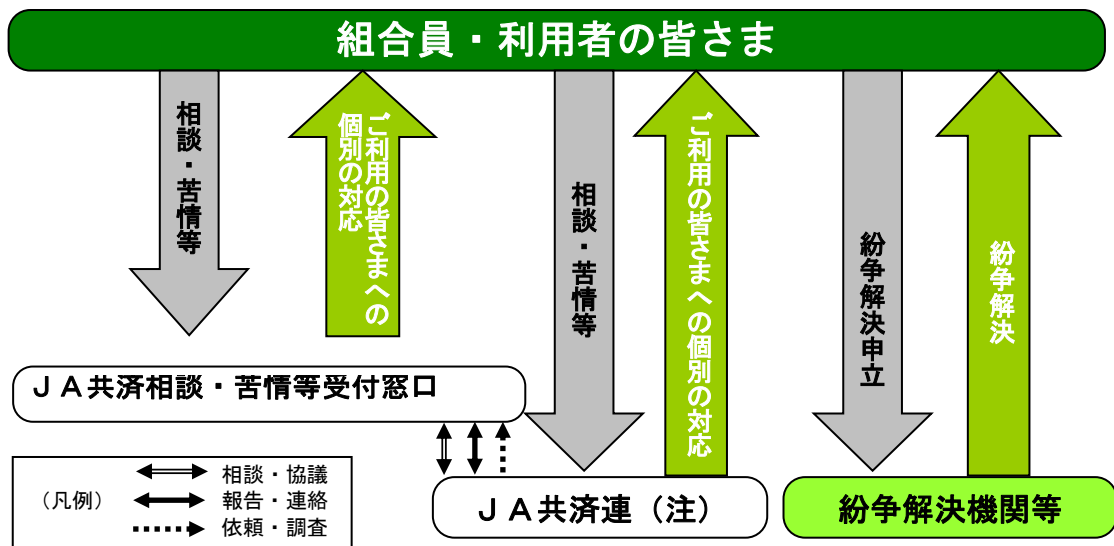 組合員・利用者の皆さま
相談・苦情等
ご利用の皆さまへの
個別の対応
相談・苦情等
ご利用の皆さまへの個別の対応
紛争解決申立
紛争解決
ＪＡ共済相談・苦情等受付窓口
（凡例）
相談・協議
報告・連絡
依頼・調査
ＪＡ共済連（注）
紛争解決機関等